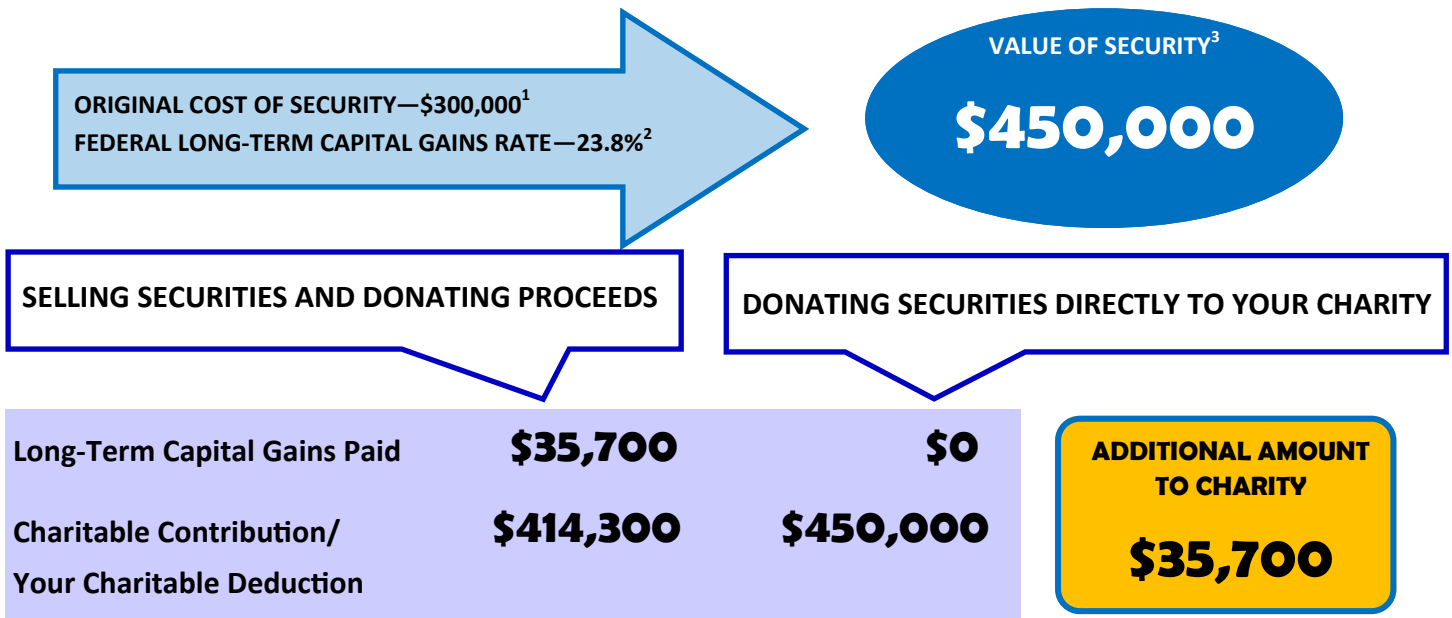 ORIGINAL COST OF SECURITY—$300,000¹
FEDERAL LONG-TERM CAPITAL GAINS RATE—23.8%²
VALUE OF SECURITY³
$450,000
SELLING SECURITIES AND DONATING PROCEEDS
DONATING SECURITIES DIRECTLY TO YOUR CHARITY
Long-Term Capital Gains Paid $35,700 $0
Charitable Contribution/ $414,300 $450,000
Your Charitable Deduction
ADDITIONAL AMOUNT
TO CHARITY
$35,700